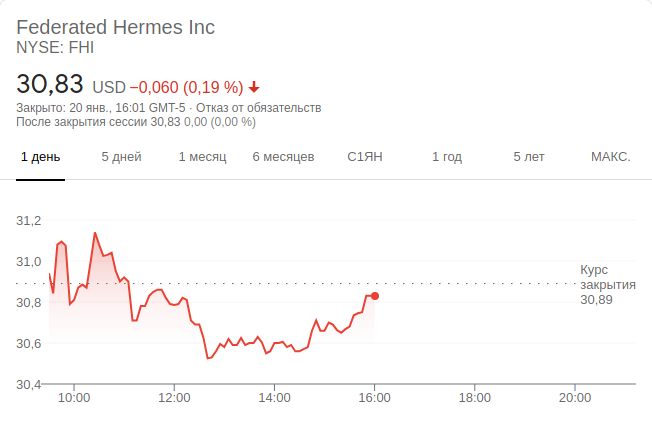 Federated Hermes Inc
NYSE: FHI
30,83 USD −0,060 (0,19 %)
Закрыто: 20 янв., 16:01 GMT-5 · Отказ от обязательств
После закрытия сессии 30,83 0,00 (0,00 %)
1 день 5 дней 1 месяц 6 месяцев С1ЯН 1 год 5 лет МАКС.
31,2
31,0
30,8
30,6
30,4
Курс
закрытия
30,89
10:00 12:00 14:00 16:00 18:00 20:00